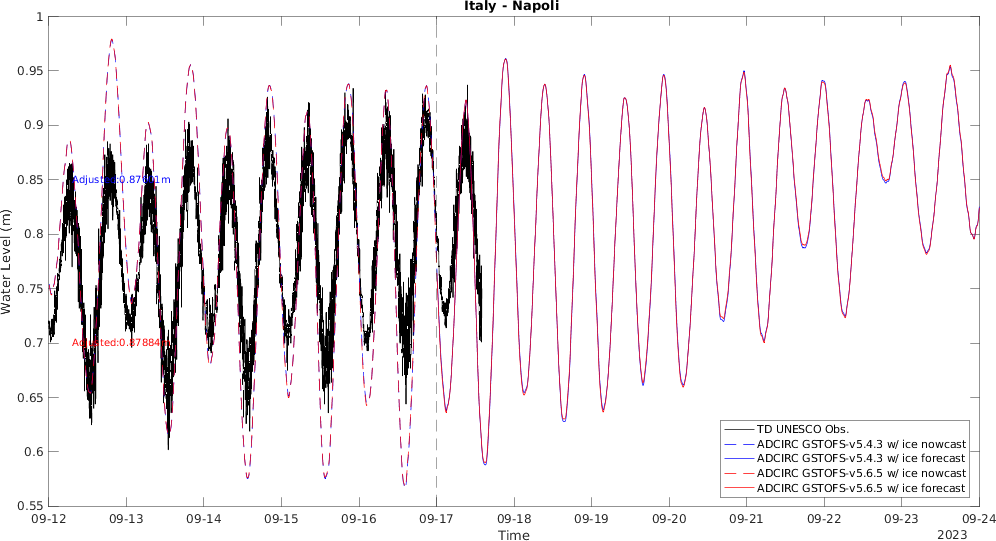 Italy - Napoli
Water Level (m)
1
0.95
0.9
0.85
0.8
0.75
0.7
0.65
0.6
0.55
Adjusted:0.87884m
TD UNESCO Obs.
ADCIRC GSTOFS-v5.4.3 w/ ice nowcast
ADCIRC GSTOFS-v5.4.3 w/ ice forecast
ADCIRC GSTOFS-v5.6.5 w/ ice nowcast
ADCIRC GSTOFS-v5.6.5 w/ ice forecast
09-12 09-13 09-14 09-15 09-16 09-17 09-18 09-19 09-20 09-21 09-22 09-23 09-24
Time
2023